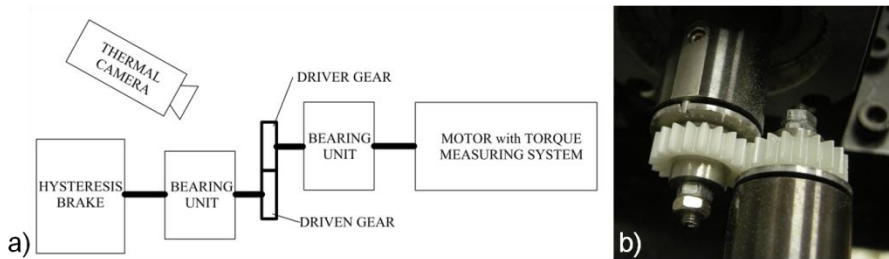 THERMAL
CAMERA
DRIVER GEAR
BEARING
UNIT
MOTOR with TORQUE
MEASURING SYSTEM
HYSTERESIS
BRAKE
BEARING
UNIT
DRIVEN GEAR
a)
b)